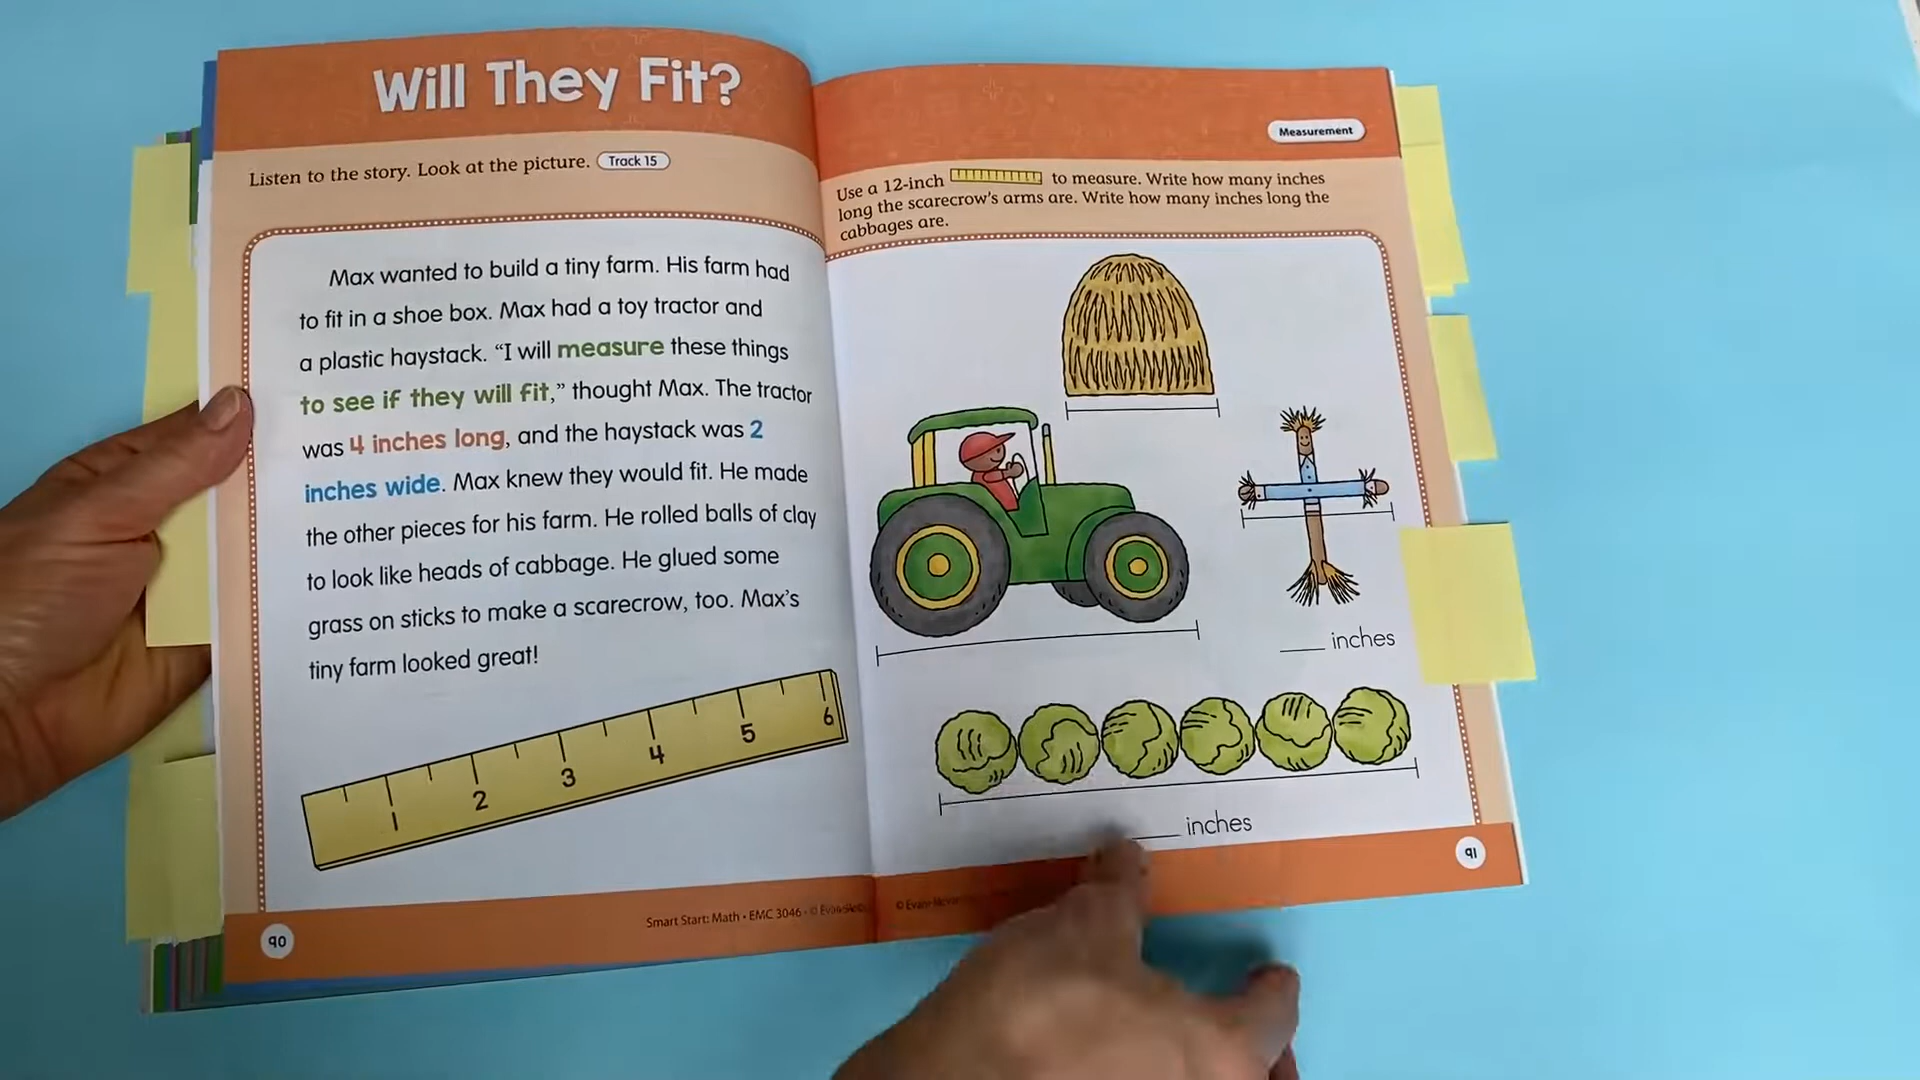 Will They Fit?
Listen to the story. Look at the picture. Track 15
Max wanted to build a tiny farm. His farm had
to fit in a shoe box. Max had a toy tractor and
a plastic haystack. “I will measure these things
to see if they will fit,” thought Max. The tractor
was 4 inches long, and the haystack was 2
inches wide. Max knew they would fit. He made
the other pieces for his farm. He rolled balls of clay
to look like heads of cabbage. He glued some
grass on sticks to make a scarecrow, too. Max’s
tiny farm looked great!
1 2 3 4 5 6
90
Smart Start: Math • EMC 3046 • ©
Measurement
Use a 12-inch to measure. Write how many inches
long the scarecrow’s arms are. Write how many inches long the
cabbages are.
____ inches
____ inches
©
91